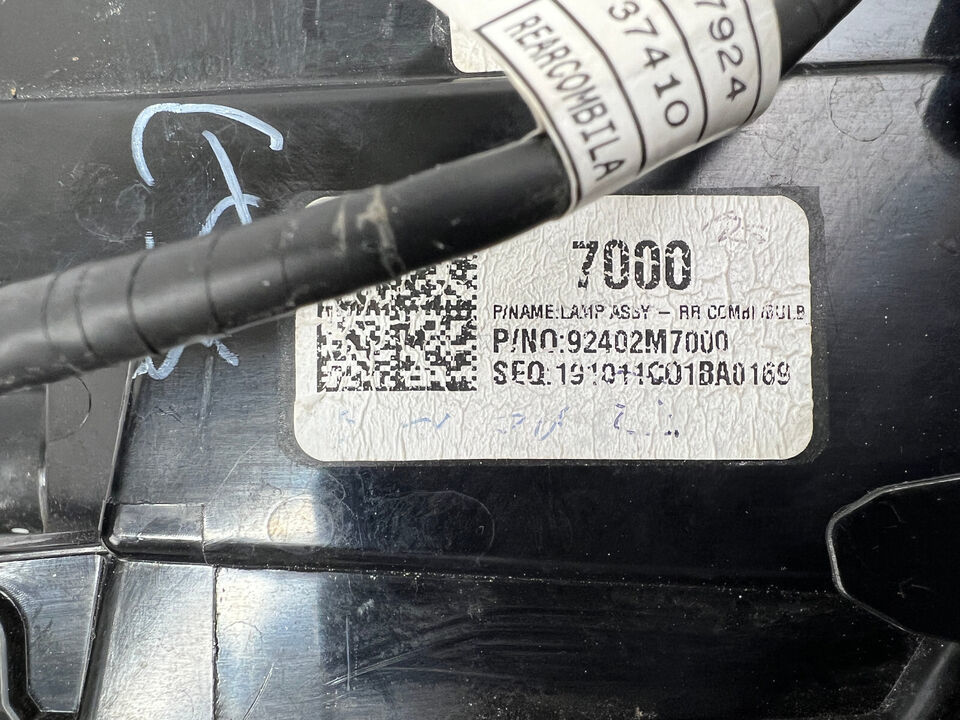 7924
37410
REARCOMBILA
7000
P/NAME:LAMP ASSY - RR COMBI (BULB
P/NO:92402M7000
SEQ:191011C01BA0169